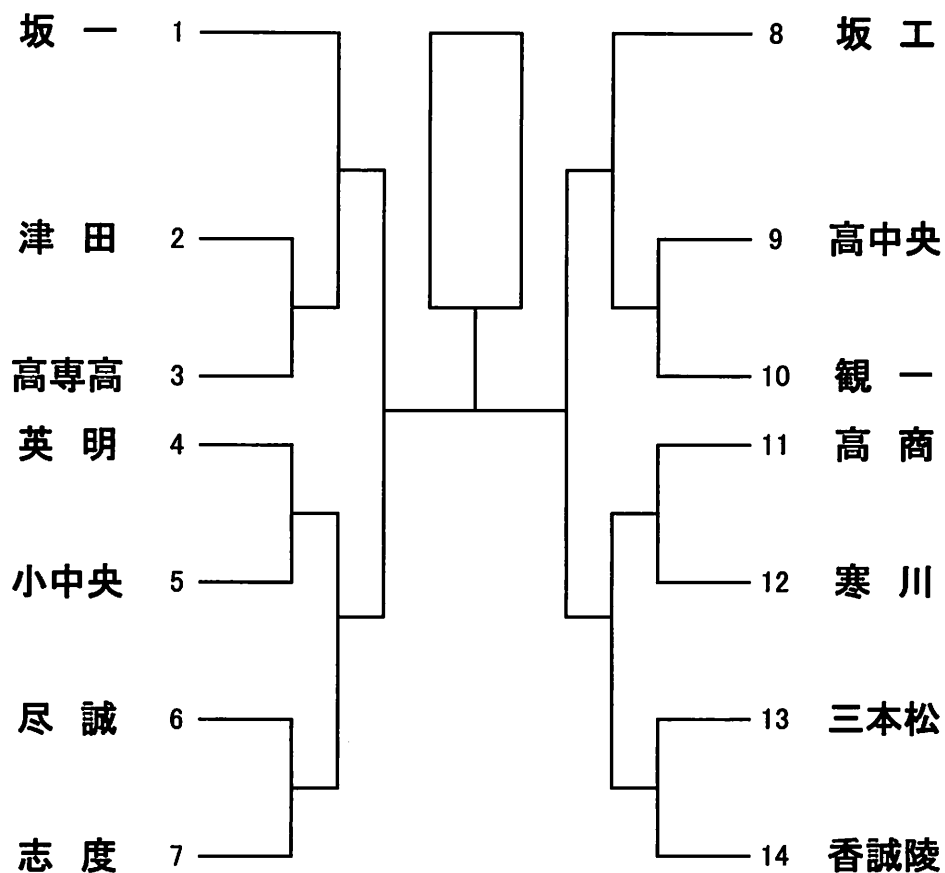 坂一 1
津田 2
高専高 3
英明 4
小中央 5
尽誠 6
志度 7
8 坂工
9 高中央
10 観一
11 高商
12 寒川
13 三本松
14 香誠陵